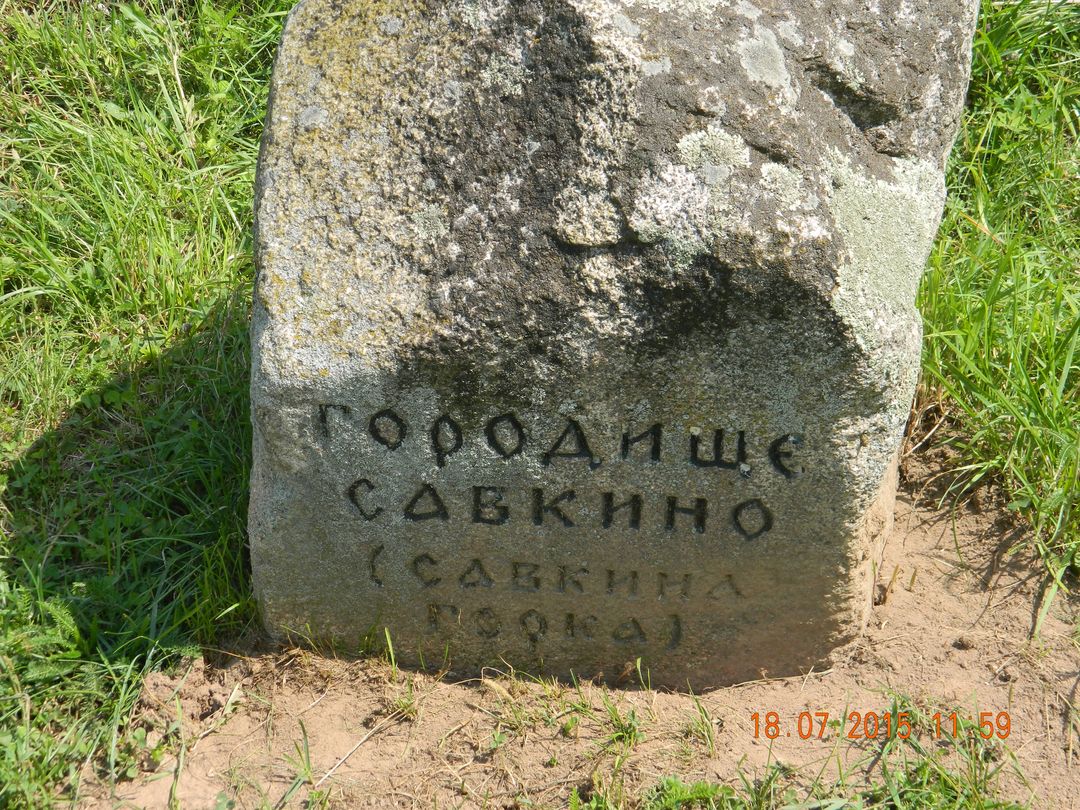 ГОРОДИЩЕ
САВКИНО
(САВКИНА
ГОРКА)
18.07.2015 11:59